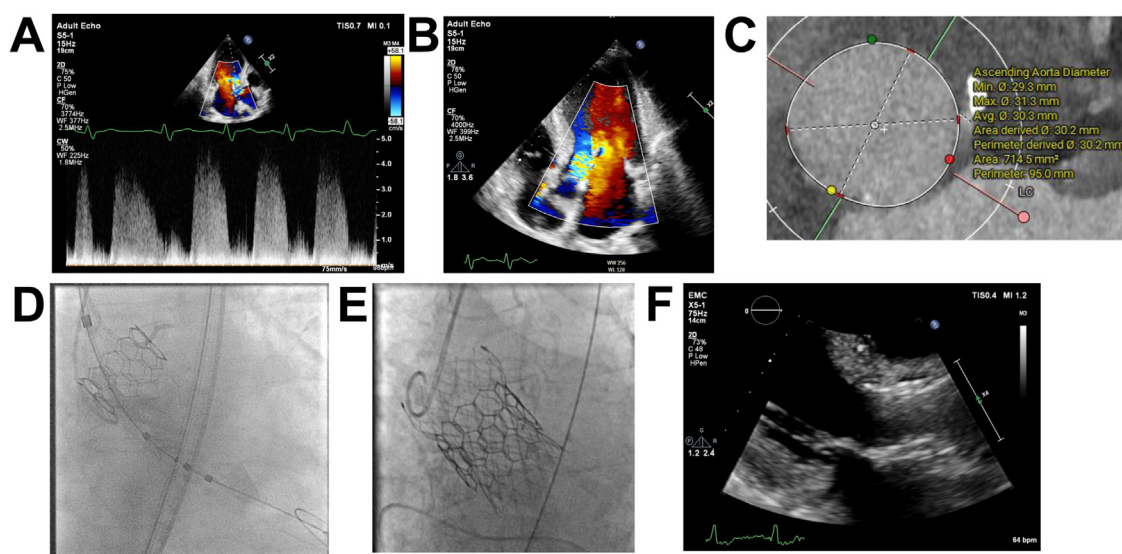 A
Adult Echo
TIS0.7 MI 0.1
S5-1
15Hz
19cm
2D
75%
C 50
P Low
HGen
CF
70%
3774Hz
WF 377Hz
2.5MHz
CW
50%
WF 225Hz
1.8MHz
M3 M4
+58.1
-58.1
cm/s
X2
5.0
4.0
3.0
2.0
1.0
m/s
75mm/s
B
Adult Echo
S5-1
15Hz
19cm
2D
76%
C 50
P Low
HGen
CF
70%
4000Hz
WF 399Hz
2.5MHz
G
P R
1.8 3.6
X2
WW 256
WL 128
C
Ascending Aorta Diameter
Min. Ø: 29.3 mm
Max. Ø: 31.3 mm
Avg. Ø: 30.3 mm
Area derived Ø: 30.2 mm
Perimeter derived Ø: 30.2 mm
Area: 714.5 mm²
Perimeter: 95.0 mm
LC
D
E
F
EMC
TIS0.4 MI 1.2
X5-1
75Hz
14cm
2D
73%
C 48
P Low
HPen
0
M3
X4
G
P R
1.2 2.4
64 bpm